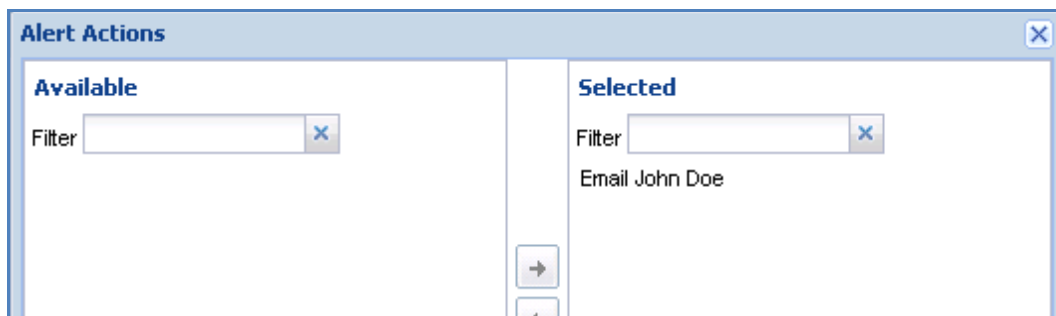 Alert Actions
Available
Filter
Selected
Filter
Email John Doe